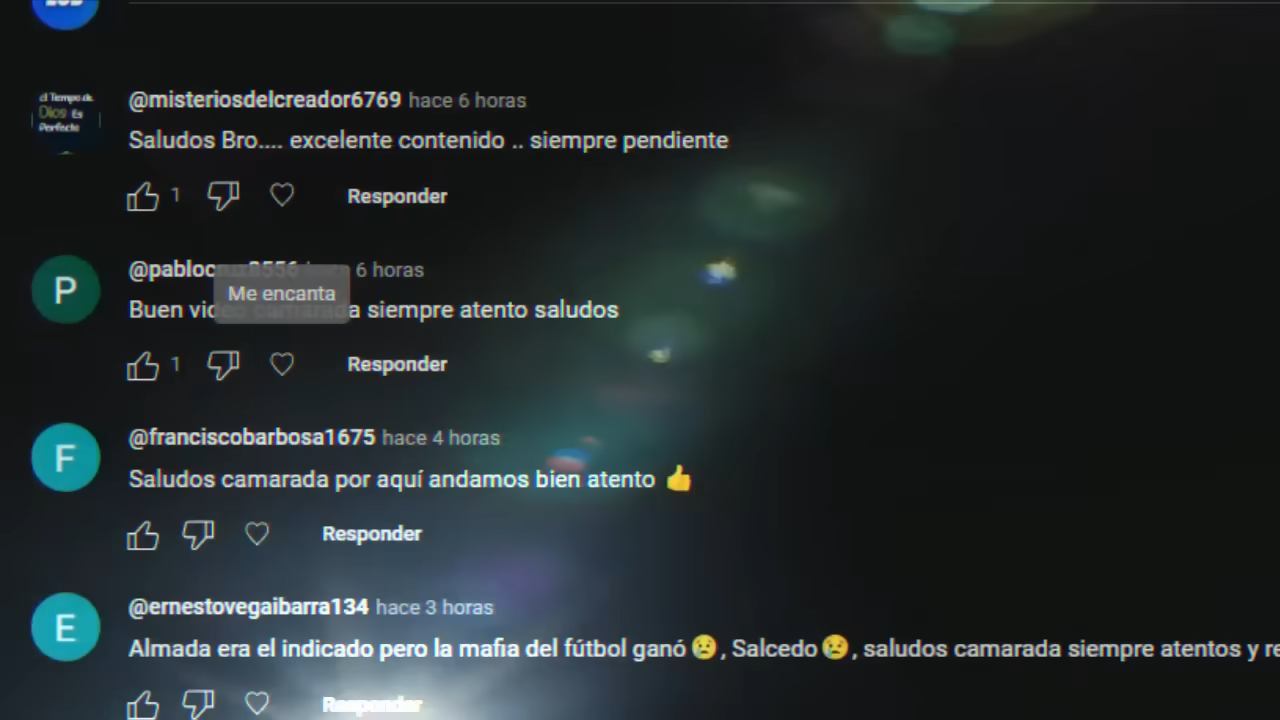 El Tiempo de
Dios Es
Perfecto
@misteriosdelcreador6769 hace 6 horas
Saludos Bro.... excelente contenido .. siempre pendiente
1
Responder
P
6 horas
Me encanta
Buen siempre atento saludos
1
Responder
F
@franciscobarbosa1675 hace 4 horas
Saludos camarada por aquí andamos bien atento 👍
Responder
E
@ernestovegaibarra134 hace 3 horas
Almada era el indicado pero la mafia del fútbol ganó 😢, Salcedo 😢, saludos camarada siempre atentos y
Responder